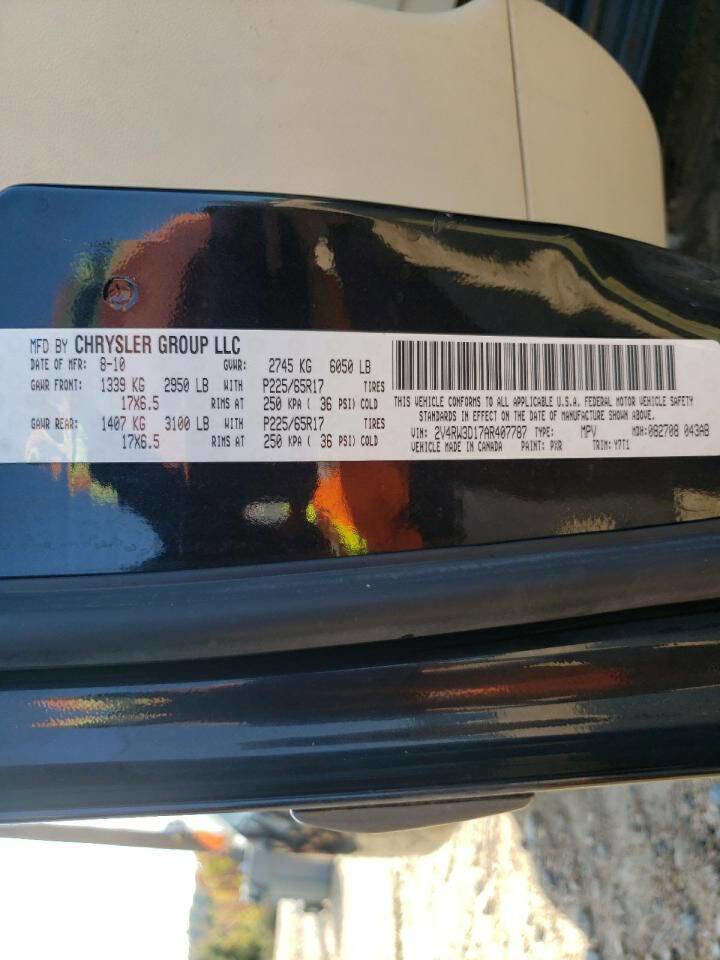 MFD BY CHRYSLER GROUP LLC
DATE OF MFR: 8-10 GVWR: 2745 KG 6050 LB
GAWR FRONT: 1339 KG 2950 LB WITH P225/65R17 TIRES
17X6.5 RIMS AT 250 KPA ( 36 PSI) COLD
GAWR REAR: 1407 KG 3100 LB WITH P225/65R17 TIRES
17X6.5 RIMS AT 250 KPA ( 36 PSI) COLD
THIS VEHICLE CONFORMS TO ALL APPLICABLE U.S.A. FEDERAL MOTOR VEHICLE SAFETY
STANDARDS IN EFFECT ON THE DATE OF MANUFACTURE SHOWN ABOVE.
VIN: 2V4RW3D17AR407787 TYPE: MPV MDH: 082708 043AB
VEHICLE MADE IN CANADA PAINT: PXR TRIM: Y7T1